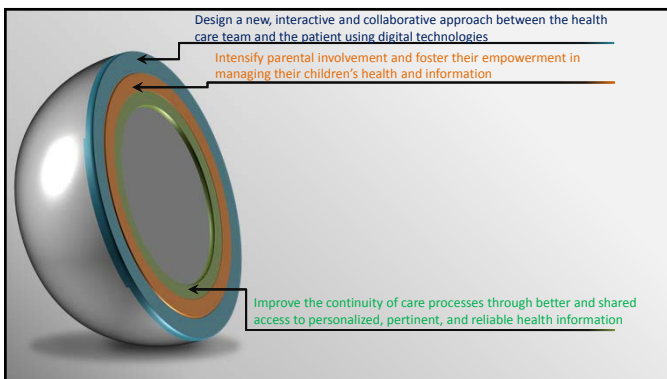 Design a new, interactive and collaborative approach between the health
care team and the patient using digital technologies
Intensify parental involvement and foster their empowerment in
managing their children's health and information
Improve the continuity of care processes through better and shared
access to personalized, pertinent, and reliable health information